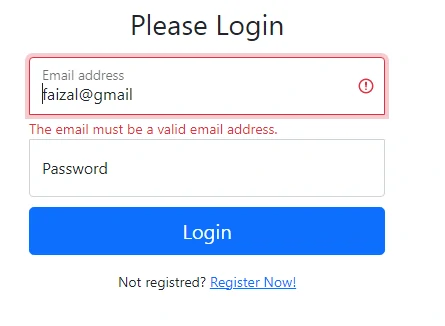 Please Login
Email address
faizal@gmail
The email must be a valid email address.
Password
Login
Not registred? Register Now!